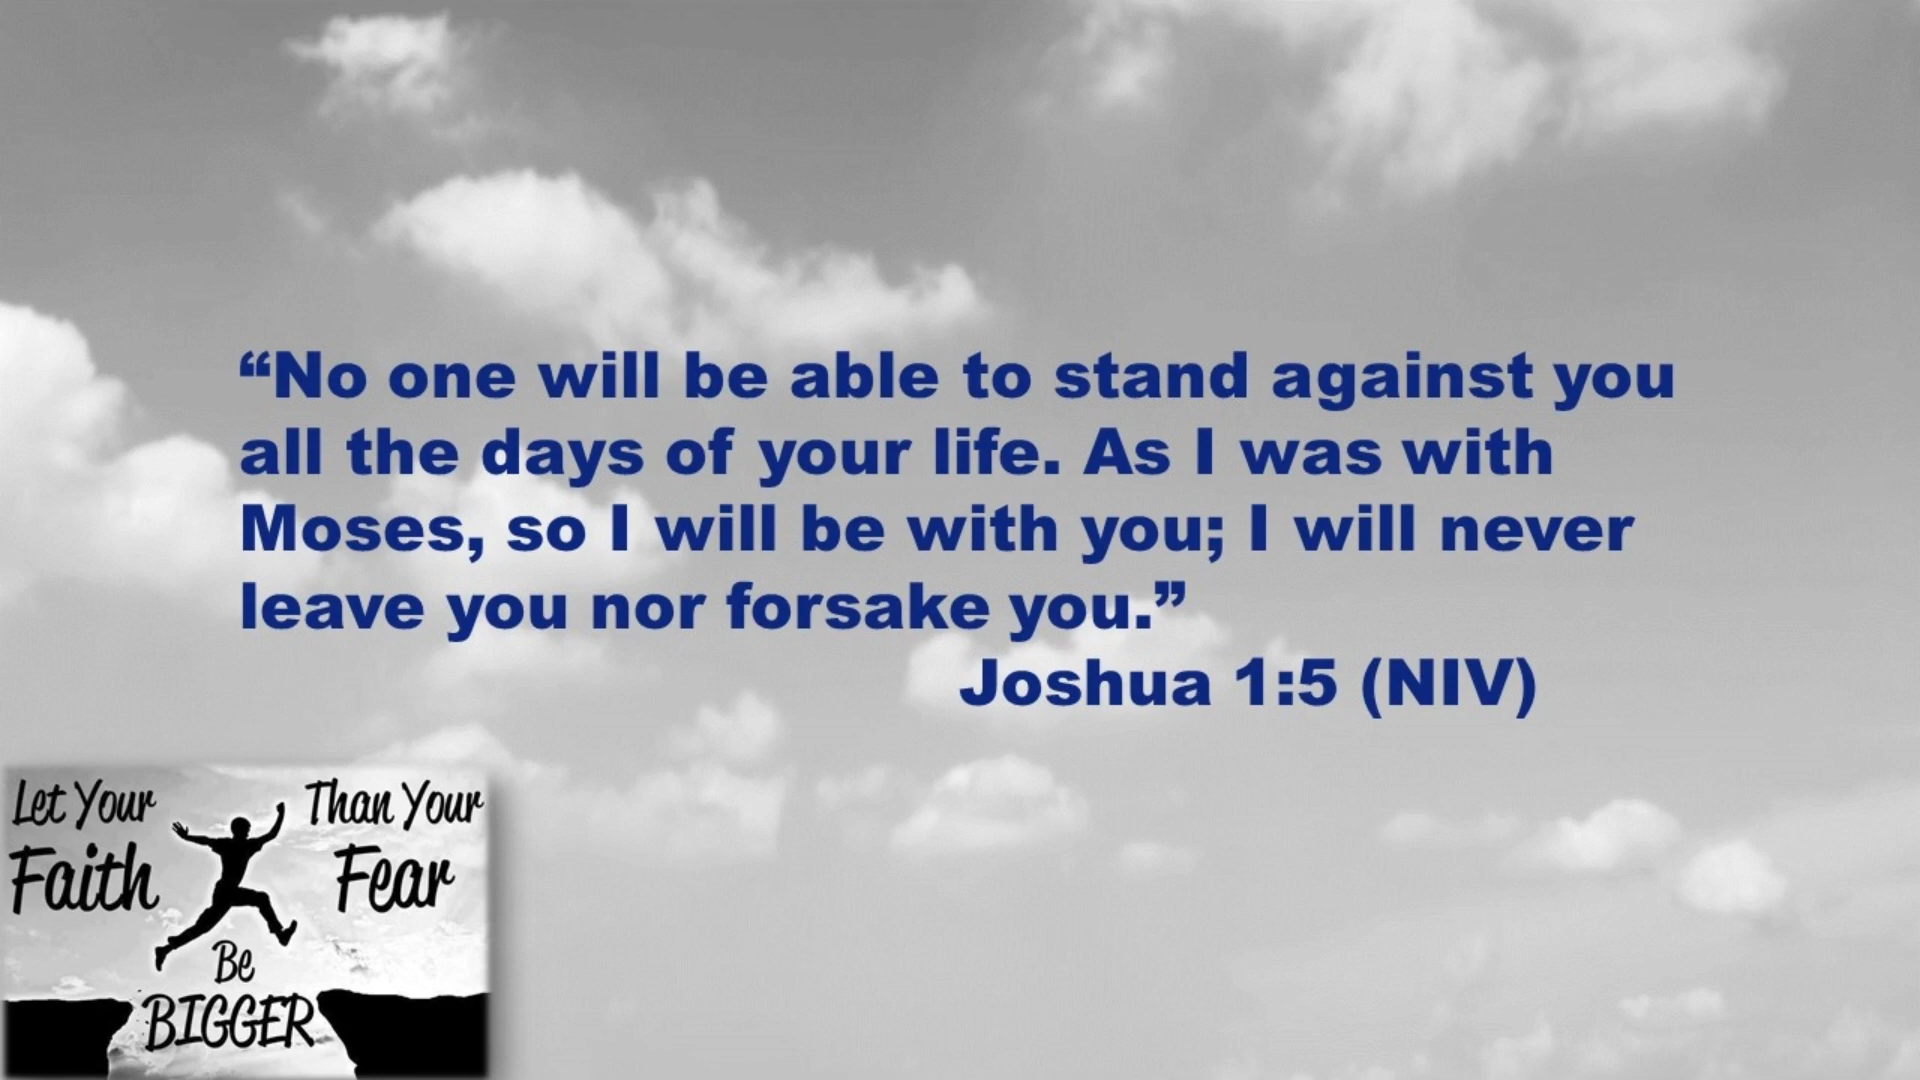 “No one will be able to stand against you
all the days of your life. As I was with
Moses, so I will be with you; I will never
leave you nor forsake you.”
Joshua 1:5 (NIV)
Let Your
Faith
Be
BIGGER
Than Your
Fear